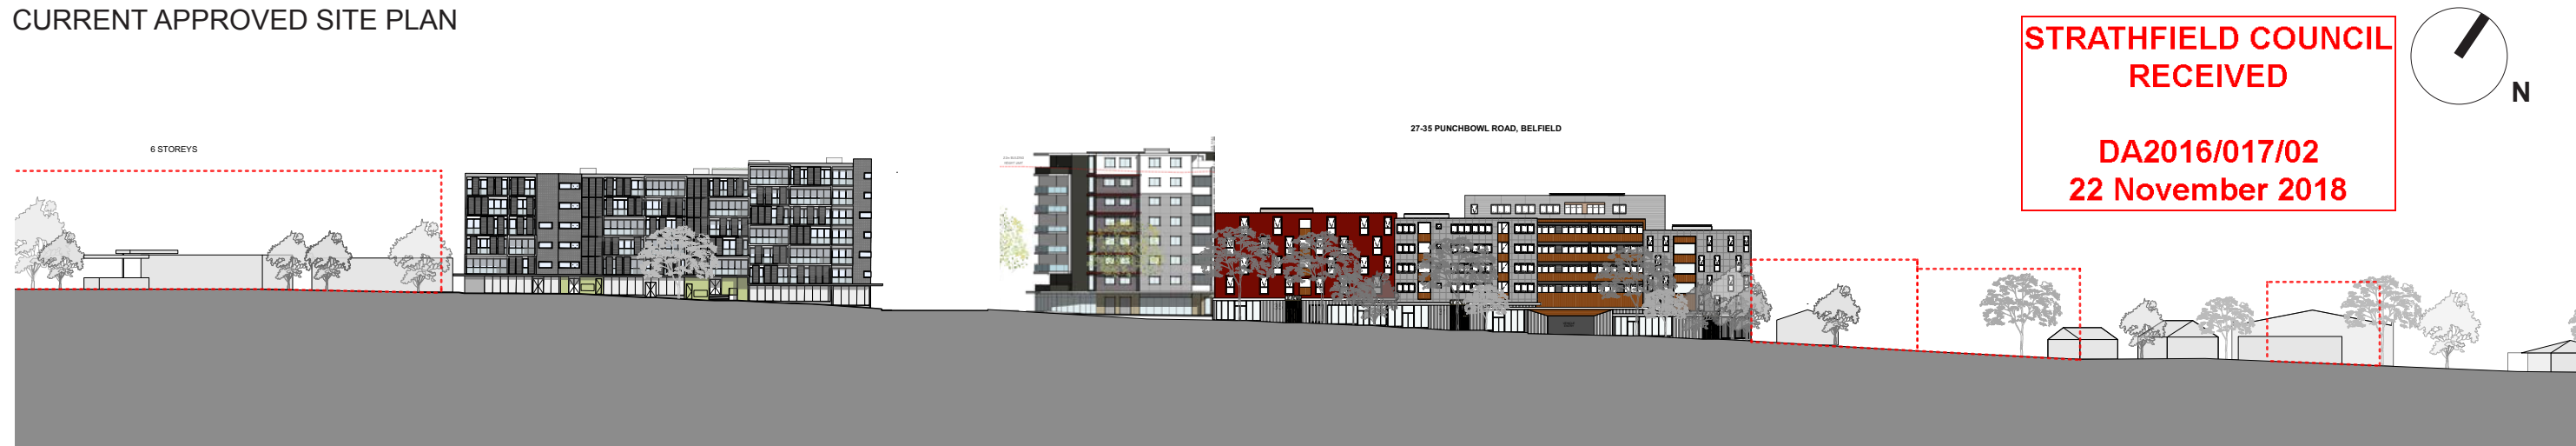 CURRENT APPROVED SITE PLAN
STRATHFIELD COUNCIL
RECEIVED
DA2016/017/02
22 November 2018
N
27-35 PUNCHBOWL ROAD, BELFIELD
6 STOREYS